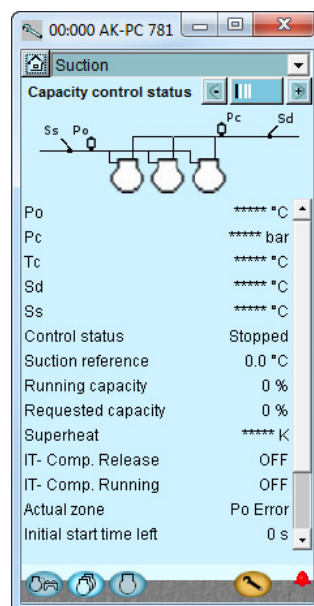 00:000 AK-PC 781
Suction
Capacity control status
Ss Po Pc Sd
Po ***** °C
Pc ***** bar
Tc ***** °C
Sd ***** °C
Ss ***** °C
Control status Stopped
Suction reference 0.0 °C
Running capacity 0 %
Requested capacity 0 %
Superheat ***** K
IT- Comp. Release OFF
IT- Comp. Running OFF
Actual zone Po Error
Initial start time left 0 s